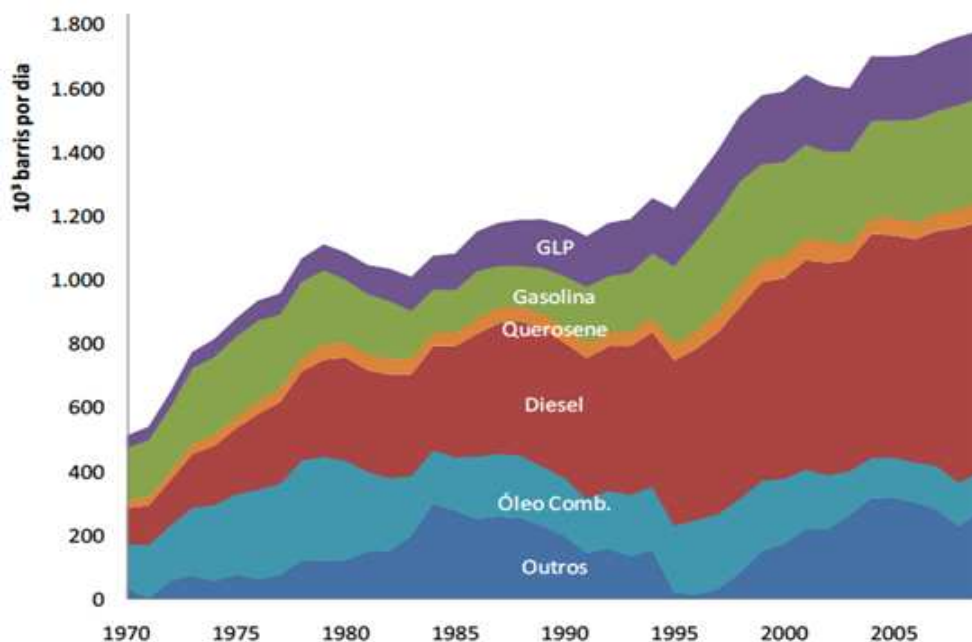 1.800
1.600
1.400
1.200
1.000
800
600
400
200
0
10³ barris por dia
GLP
Gasolina
Querosene
Diesel
Óleo Comb.
Outros
1970 1975 1980 1985 1990 1995 2000 2005